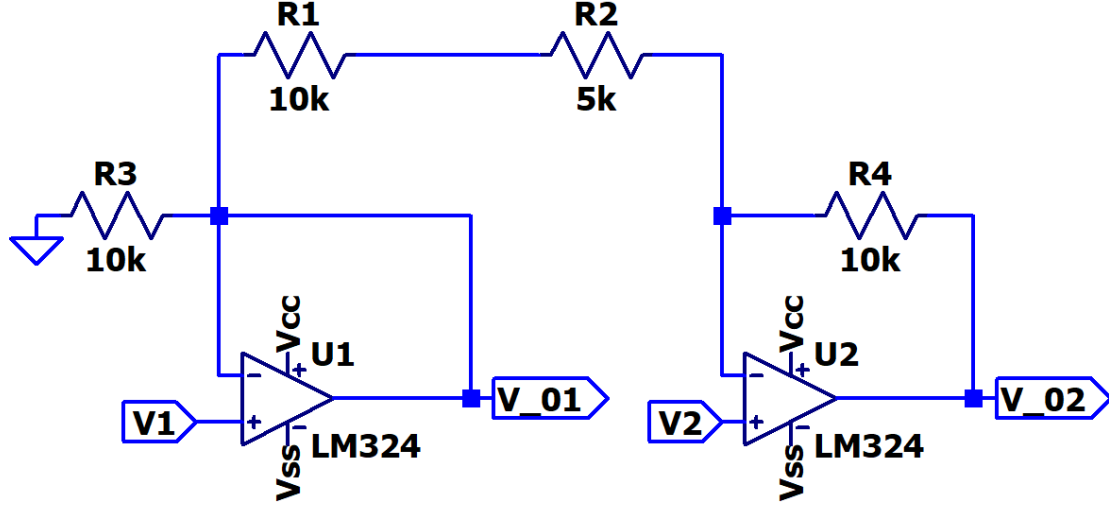 R1
R2
10k
5k
R3
R4
10k
10k
Vcc
U1
V_01
V1
LM324
Vss
Vcc
U2
V_02
V2
LM324
Vss